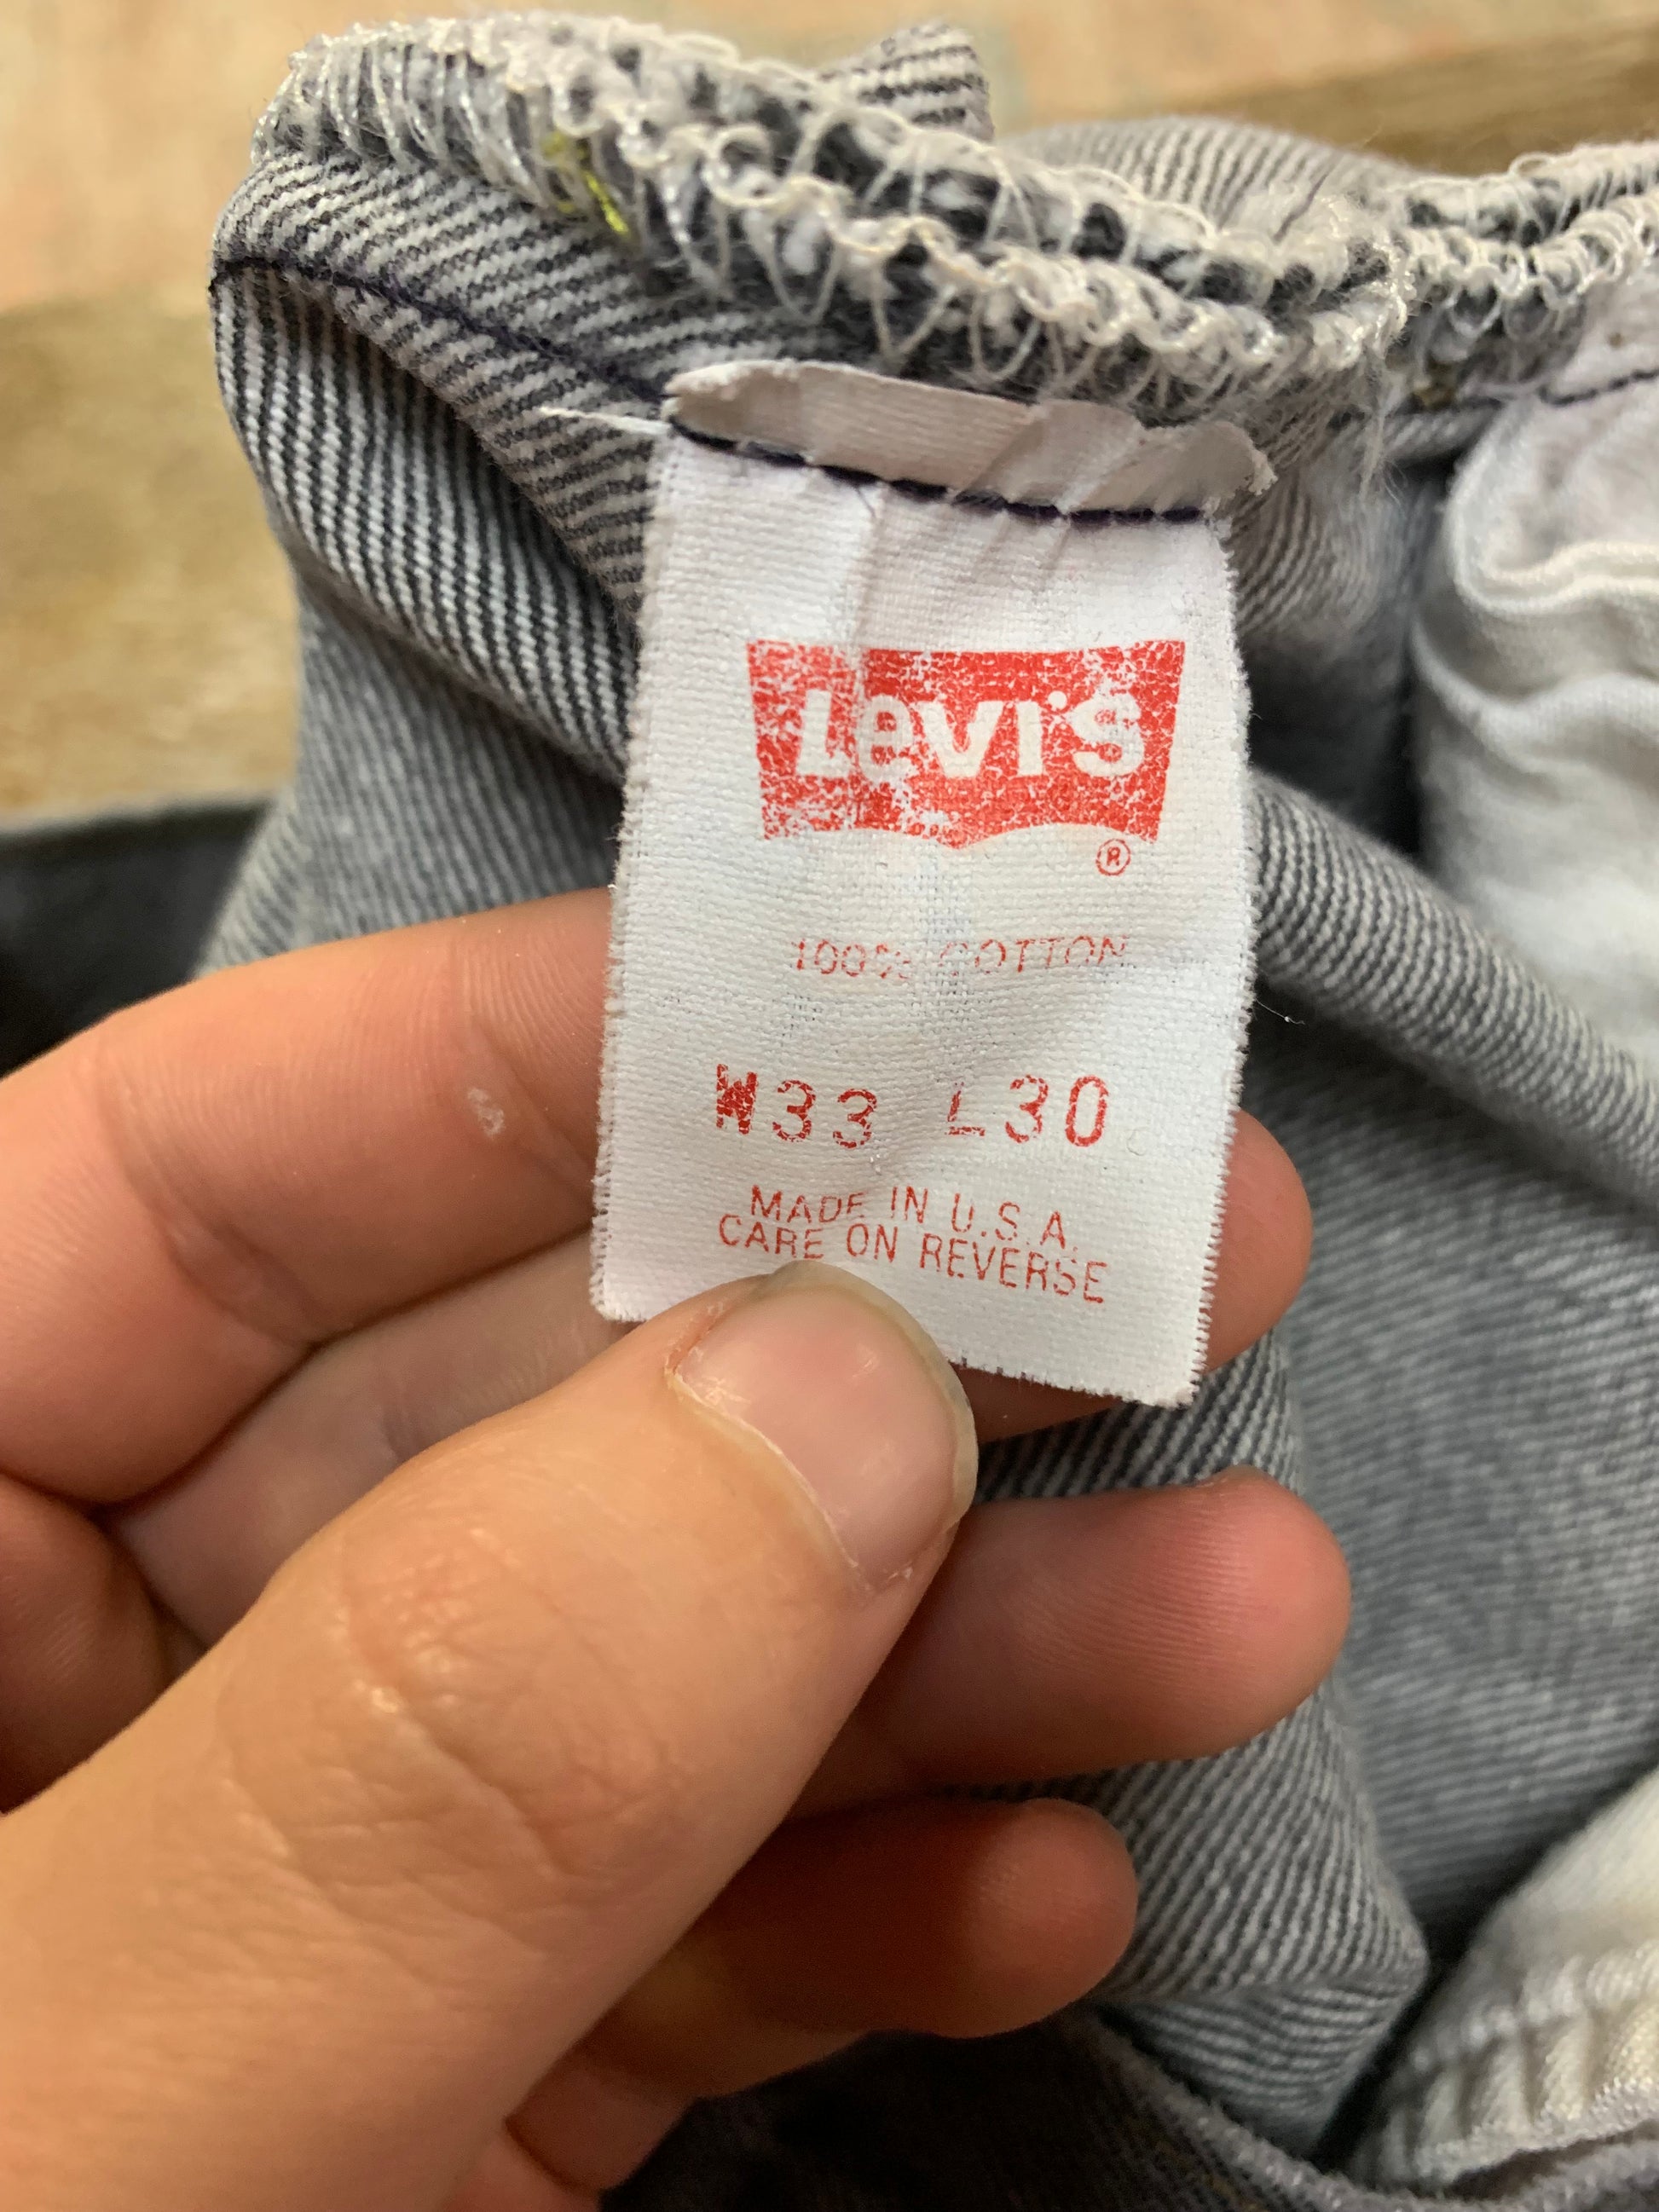 Levi's
®
100% COTTON
W33 L30
MADE IN U.S.A.
CARE ON REVERSE